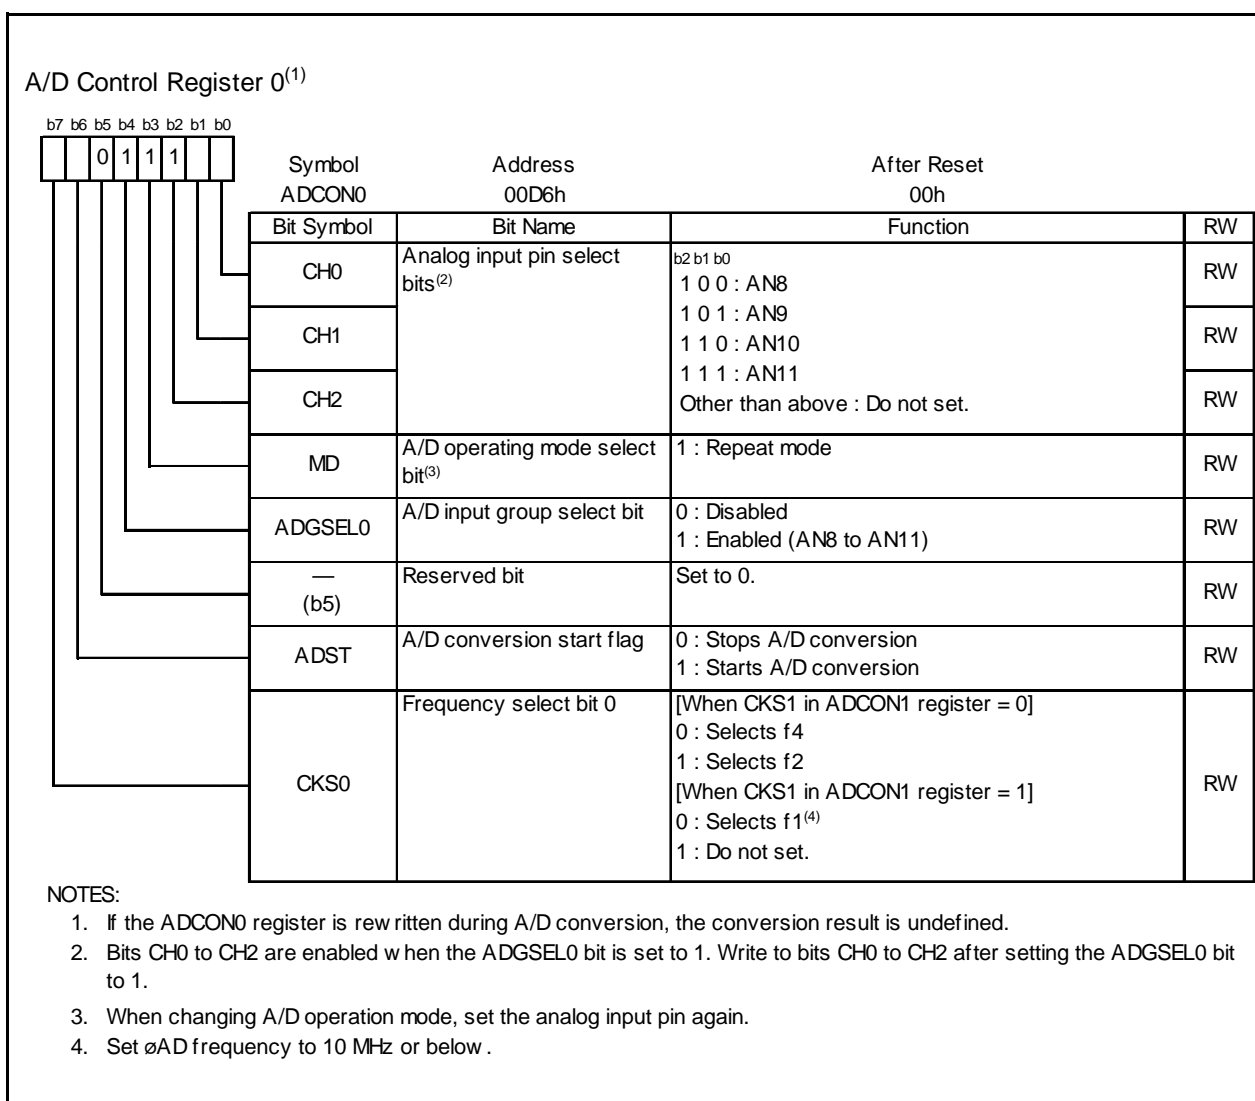 A/D Control Register 0(1)
b7 b6 b5 b4 b3 b2 b1 b0
0 1 1 1
Symbol Address After Reset
ADCON0 00D6h 00h
Bit Symbol Bit Name Function RW
CH0 Analog input pin select bits(2) RW
b2 b1 b0
1 0 0 : AN8
1 0 1 : AN9
CH1 RW
1 1 0 : AN10
1 1 1 : AN11
CH2 RW
Other than above : Do not set.
MD A/D operating mode select bit(3) 1 : Repeat mode RW
ADGSEL0 A/D input group select bit 0 : Disabled RW
1 : Enabled (AN8 to AN11)
— Reserved bit Set to 0. RW
(b5)
ADST A/D conversion start flag 0 : Stops A/D conversion RW
1 : Starts A/D conversion
CKS0 Frequency select bit 0 [When CKS1 in ADCON1 register = 0] RW
0 : Selects f4
1 : Selects f2
[When CKS1 in ADCON1 register = 1]
0 : Selects f1(4)
1 : Do not set.
NOTES:
1. If the ADCON0 register is rewritten during A/D conversion, the conversion result is undefined.
2. Bits CH0 to CH2 are enabled when the ADGSEL0 bit is set to 1. Write to bits CH0 to CH2 after setting the ADGSEL0 bit
to 1.
3. When changing A/D operation mode, set the analog input pin again.
4. Set øAD frequency to 10 MHz or below.